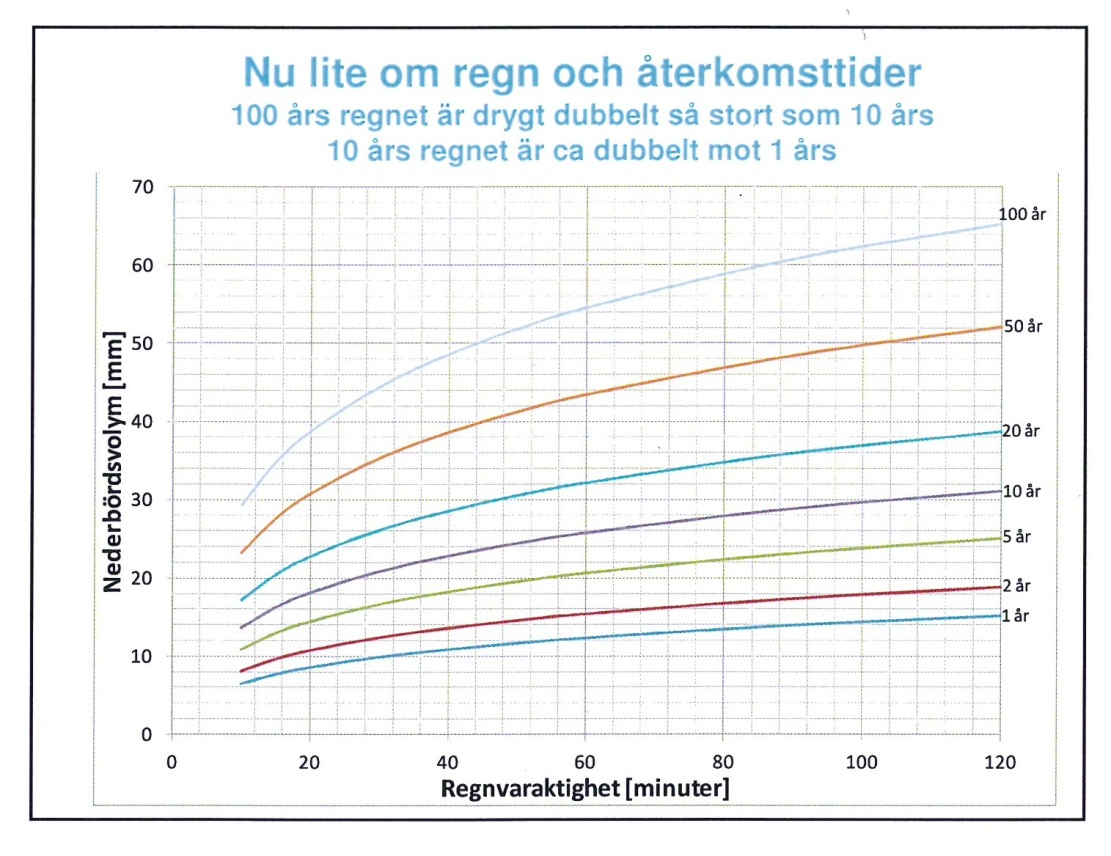 Nu lite om regn och återkomsttider
100 års regnet är drygt dubbelt så stort som 10 års
10 års regnet är ca dubbelt mot 1 års
70
60
50
40
30
20
10
0
Nederbördsvolym [mm]
100 år
50 år
20 år
10 år
5 år
2 år
1 år
0 20 40 60 80 100 120
Regnvaraktighet [minuter]